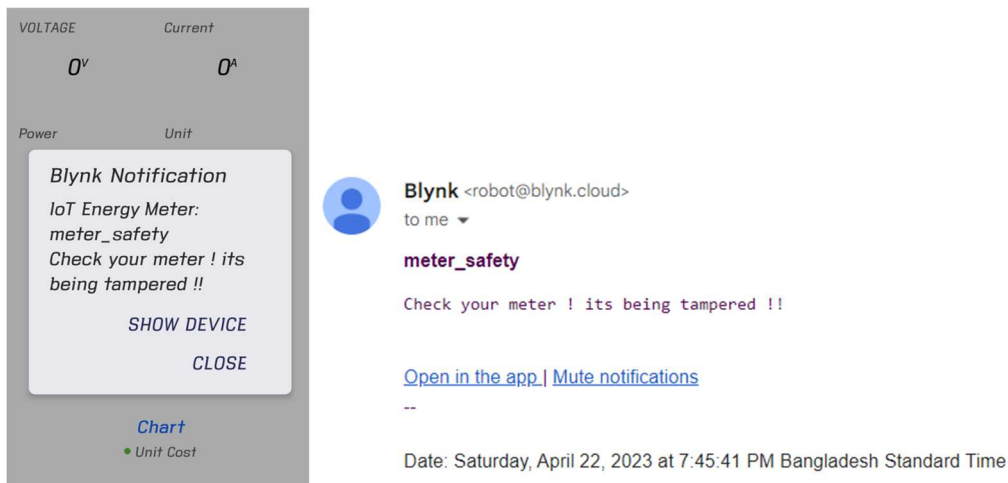 VOLTAGE Current
0V 0A
Power Unit
Blynk Notification
IoT Energy Meter:
meter_safety
Check your meter ! its
being tampered !!
SHOW DEVICE
CLOSE
Chart
Unit Cost
Blynk <robot@blynk.cloud>
to me
meter_safety
Check your meter ! its being tampered !!
Open in the app | Mute notifications
--
Date: Saturday, April 22, 2023 at 7:45:41 PM Bangladesh Standard Time